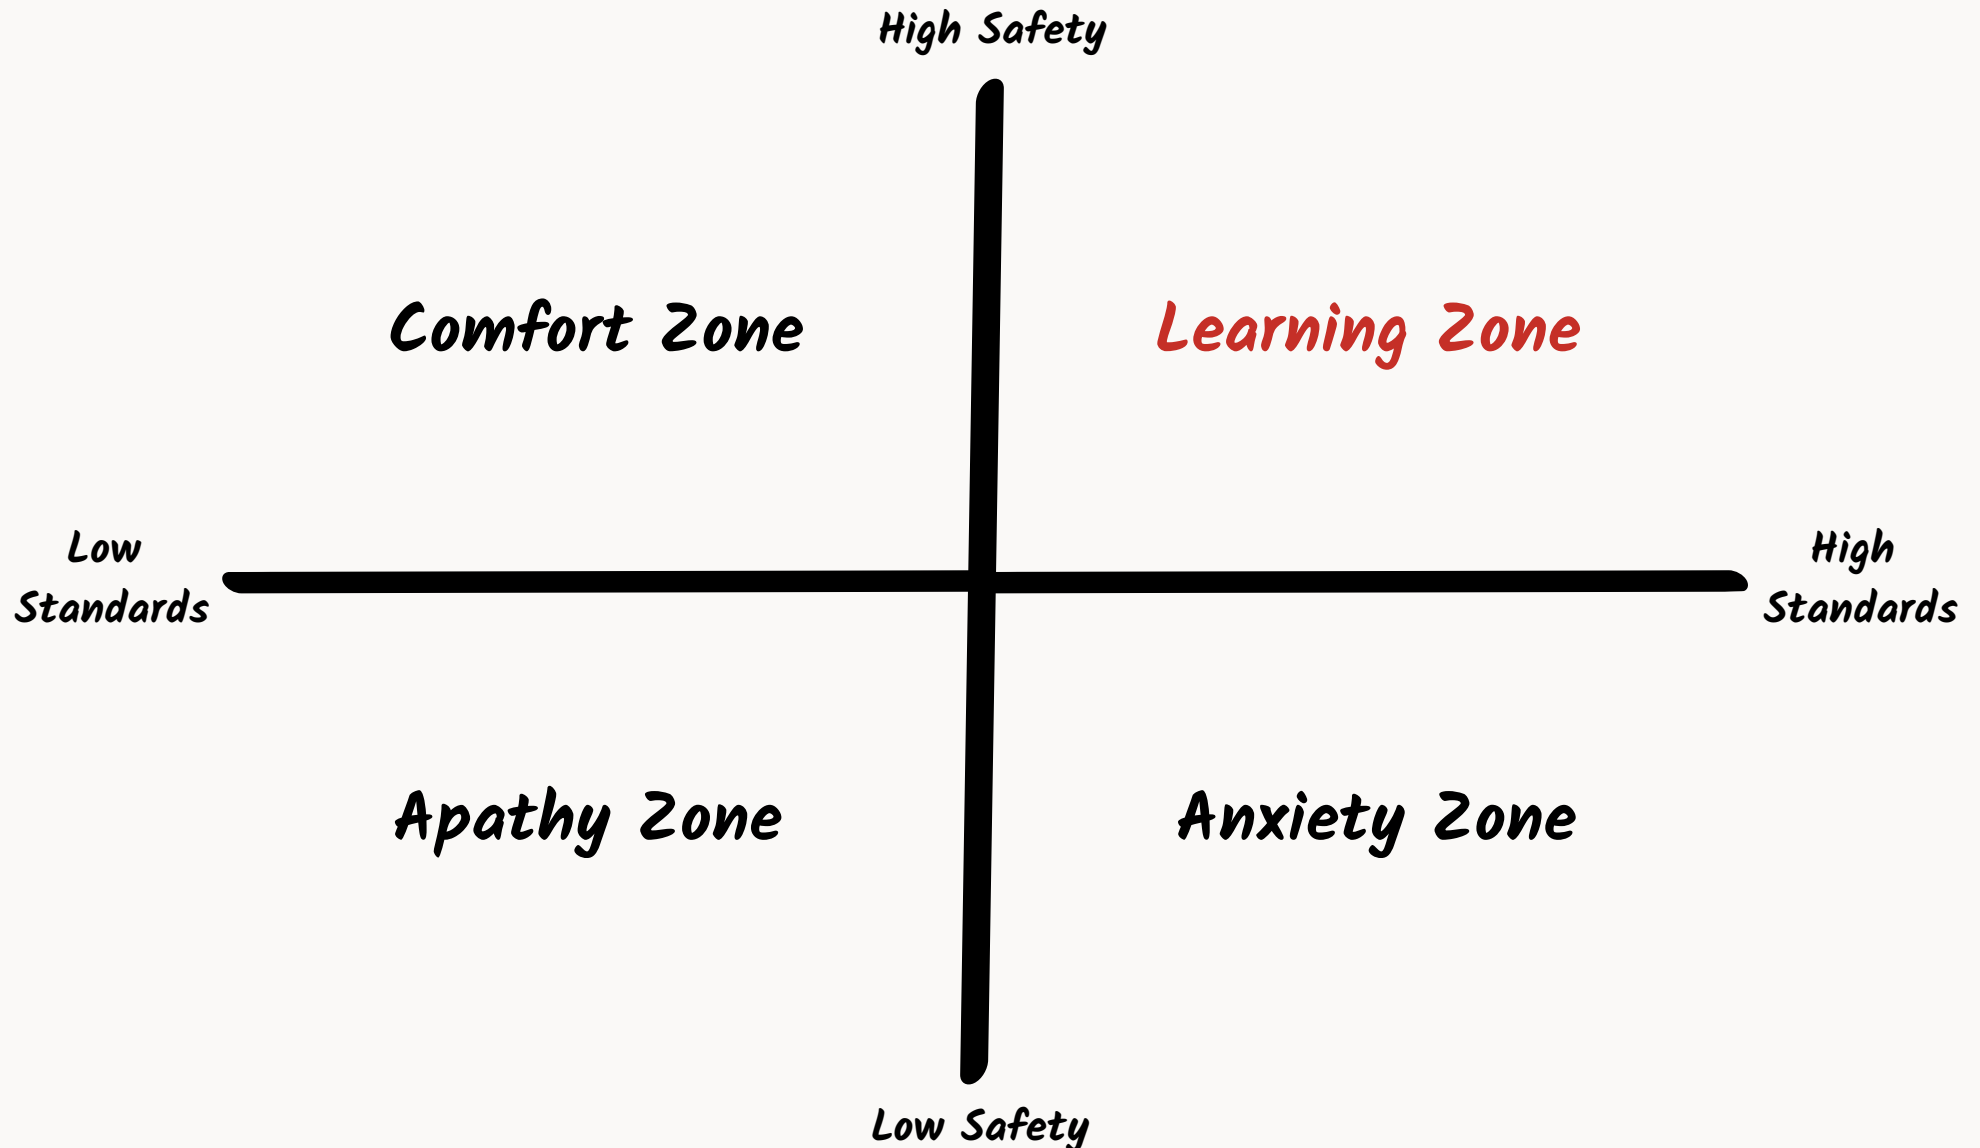 High Safety
Comfort Zone
Learning Zone
Low
Standards
High
Standards
Apathy Zone
Anxiety Zone
Low Safety